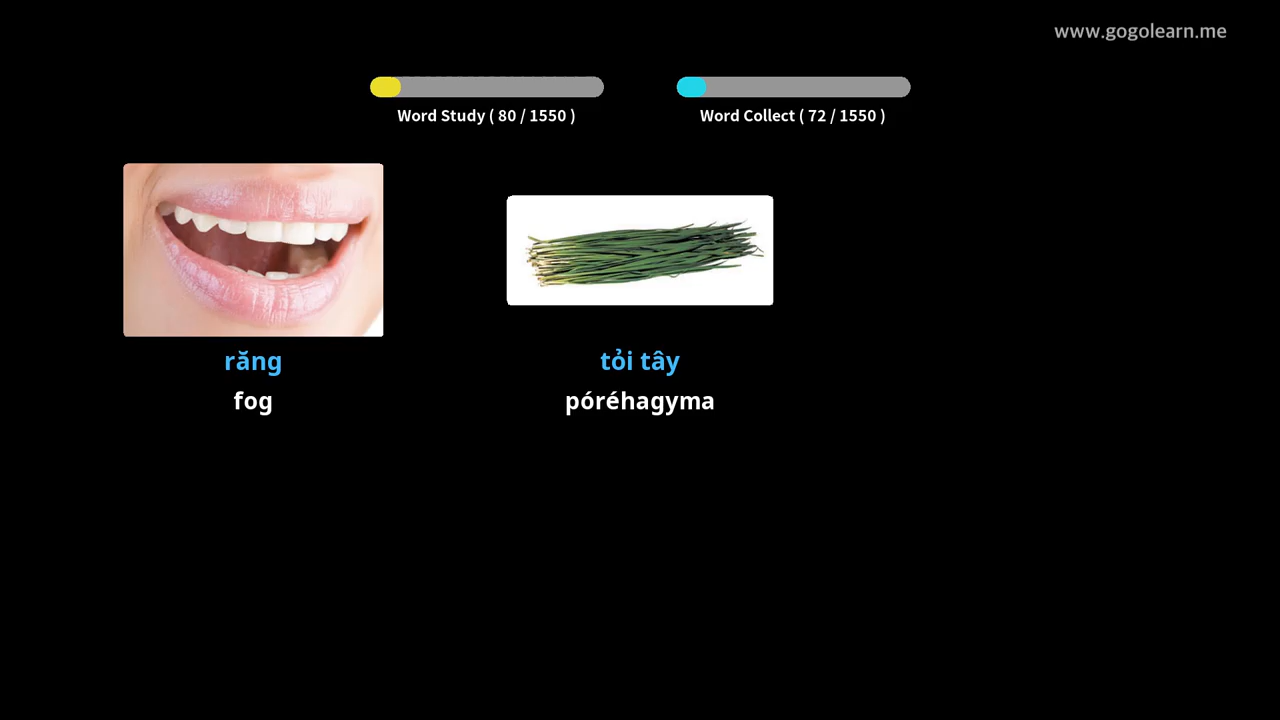 www.gogolearn.me
Word Study ( 80 / 1550 )
Word Collect ( 72 / 1550 )
răng
fog
tỏi tây
póréhagyma